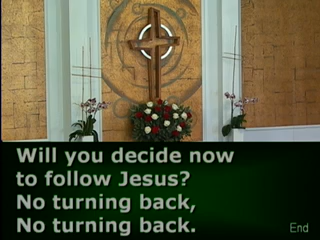 Will you decide now
to follow Jesus?
No turning back,
No turning back.
End